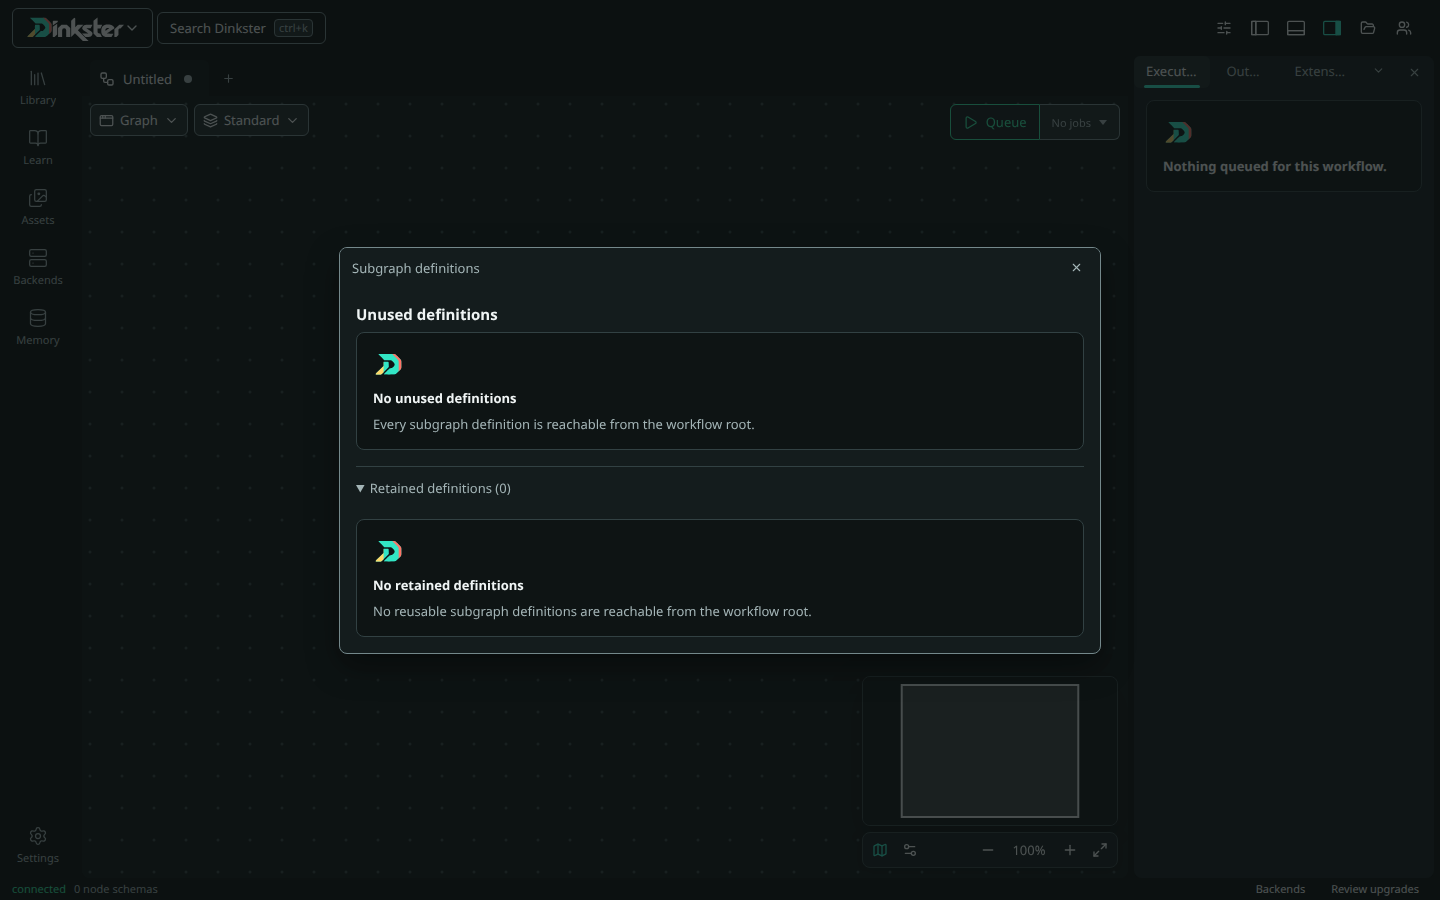 Dinkster
Search Dinkster ctrl+k
Library
Learn
Assets
Backends
Memory
Settings
Untitled
Graph
Standard
Queue
No jobs
Execut...
Out...
Extens...
Nothing queued for this workflow.
Subgraph definitions
Unused definitions
No unused definitions
Every subgraph definition is reachable from the workflow root.
Retained definitions (0)
No retained definitions
No reusable subgraph definitions are reachable from the workflow root.
100%
connected 0 node schemas
Backends
Review upgrades